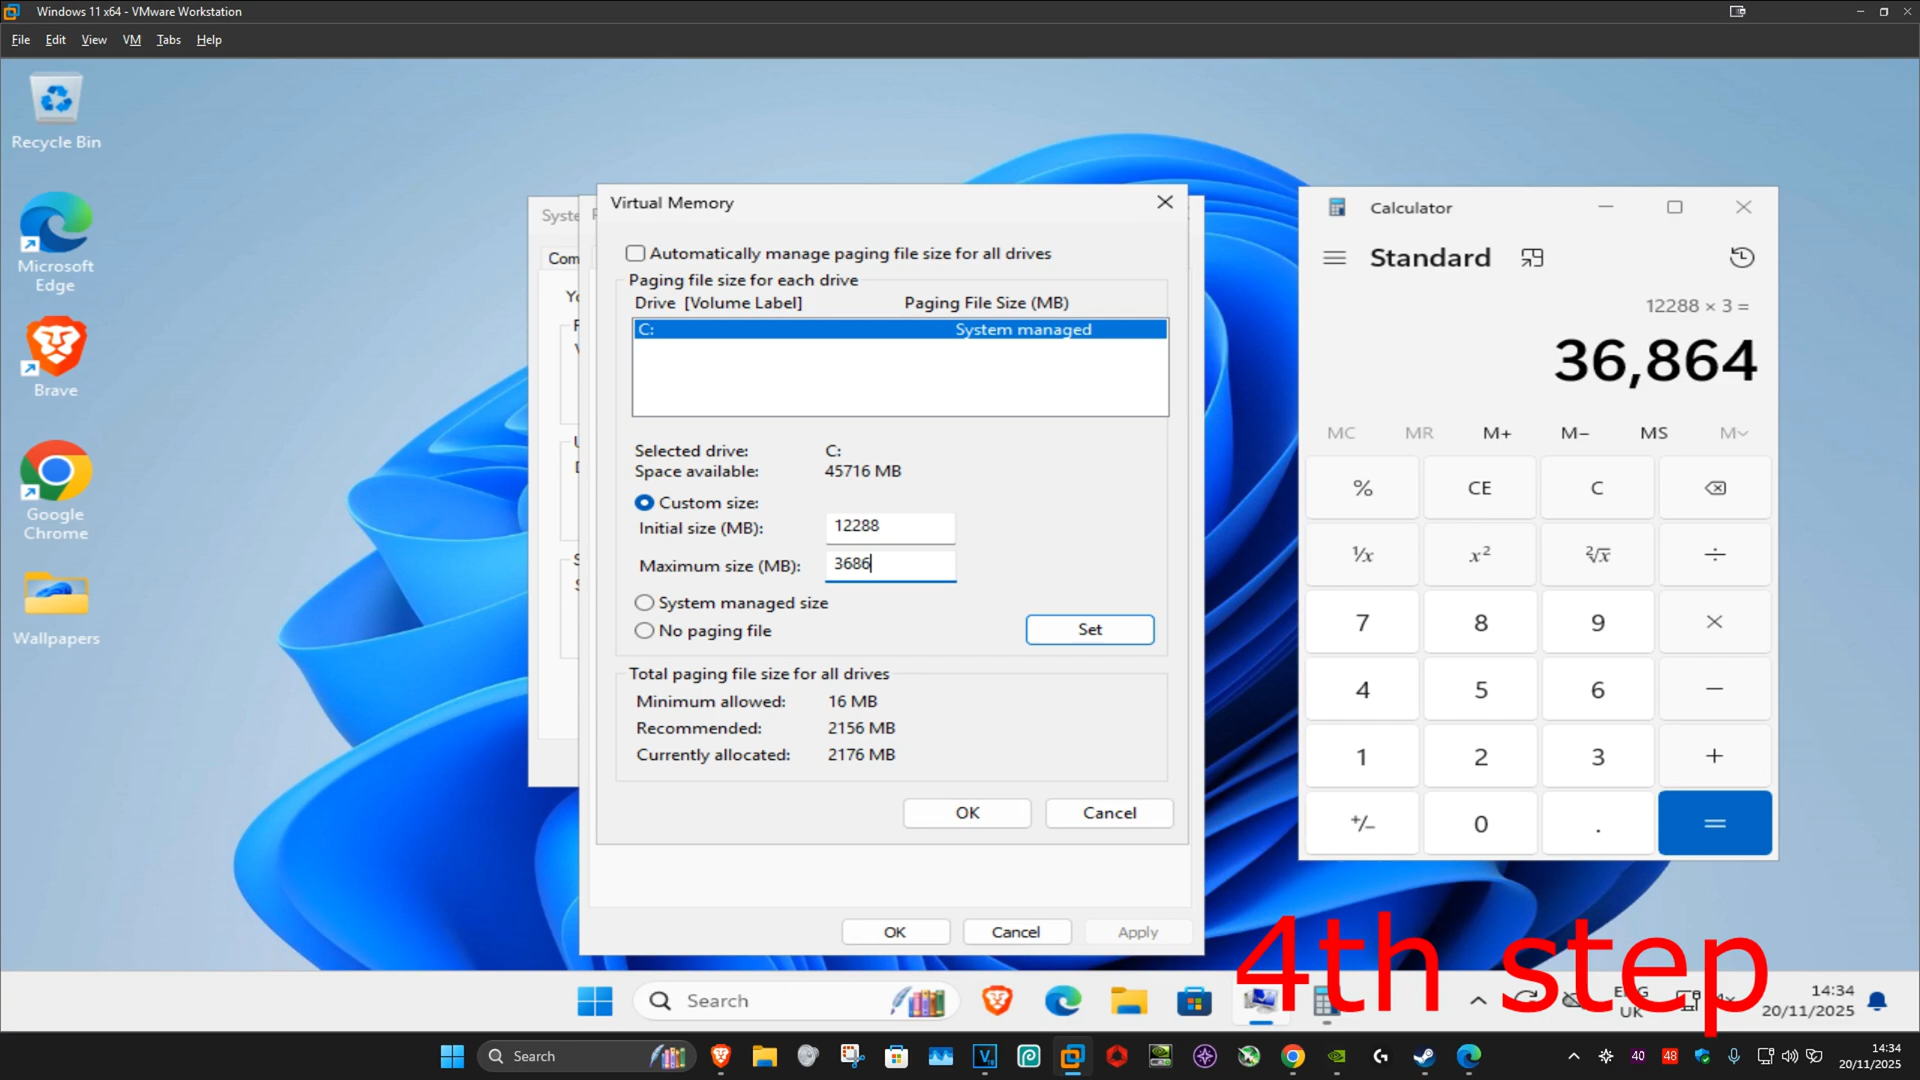 Windows 11 x64 - VMware Workstation
File Edit View VM Tabs Help
Recycle Bin
Microsoft
Edge
Brave
Google
Chrome
Wallpapers
Syste
Com
Virtual Memory
Automatically manage paging file size for all drives
Paging file size for each drive
Drive [Volume Label] Paging File Size (MB)
C: System managed
Selected drive: C:
Space available: 45716 MB
Custom size:
Initial size (MB): 12288
Maximum size (MB): 3686
System managed size
No paging file
Set
Total paging file size for all drives
Minimum allowed: 16 MB
Recommended: 2156 MB
Currently allocated: 2176 MB
OK Cancel
OK Cancel Apply
Calculator
Standard
12288 × 3 =
36,864
MC MR M+ M− MS M
% CE C
¹/x x² ²√x ÷
7 8 9 ×
4 5 6 −
1 2 3 +
+/− 0 . =
4th step
Search
UK
14:34
20/11/2025
Search
40 48
14:34
20/11/2025